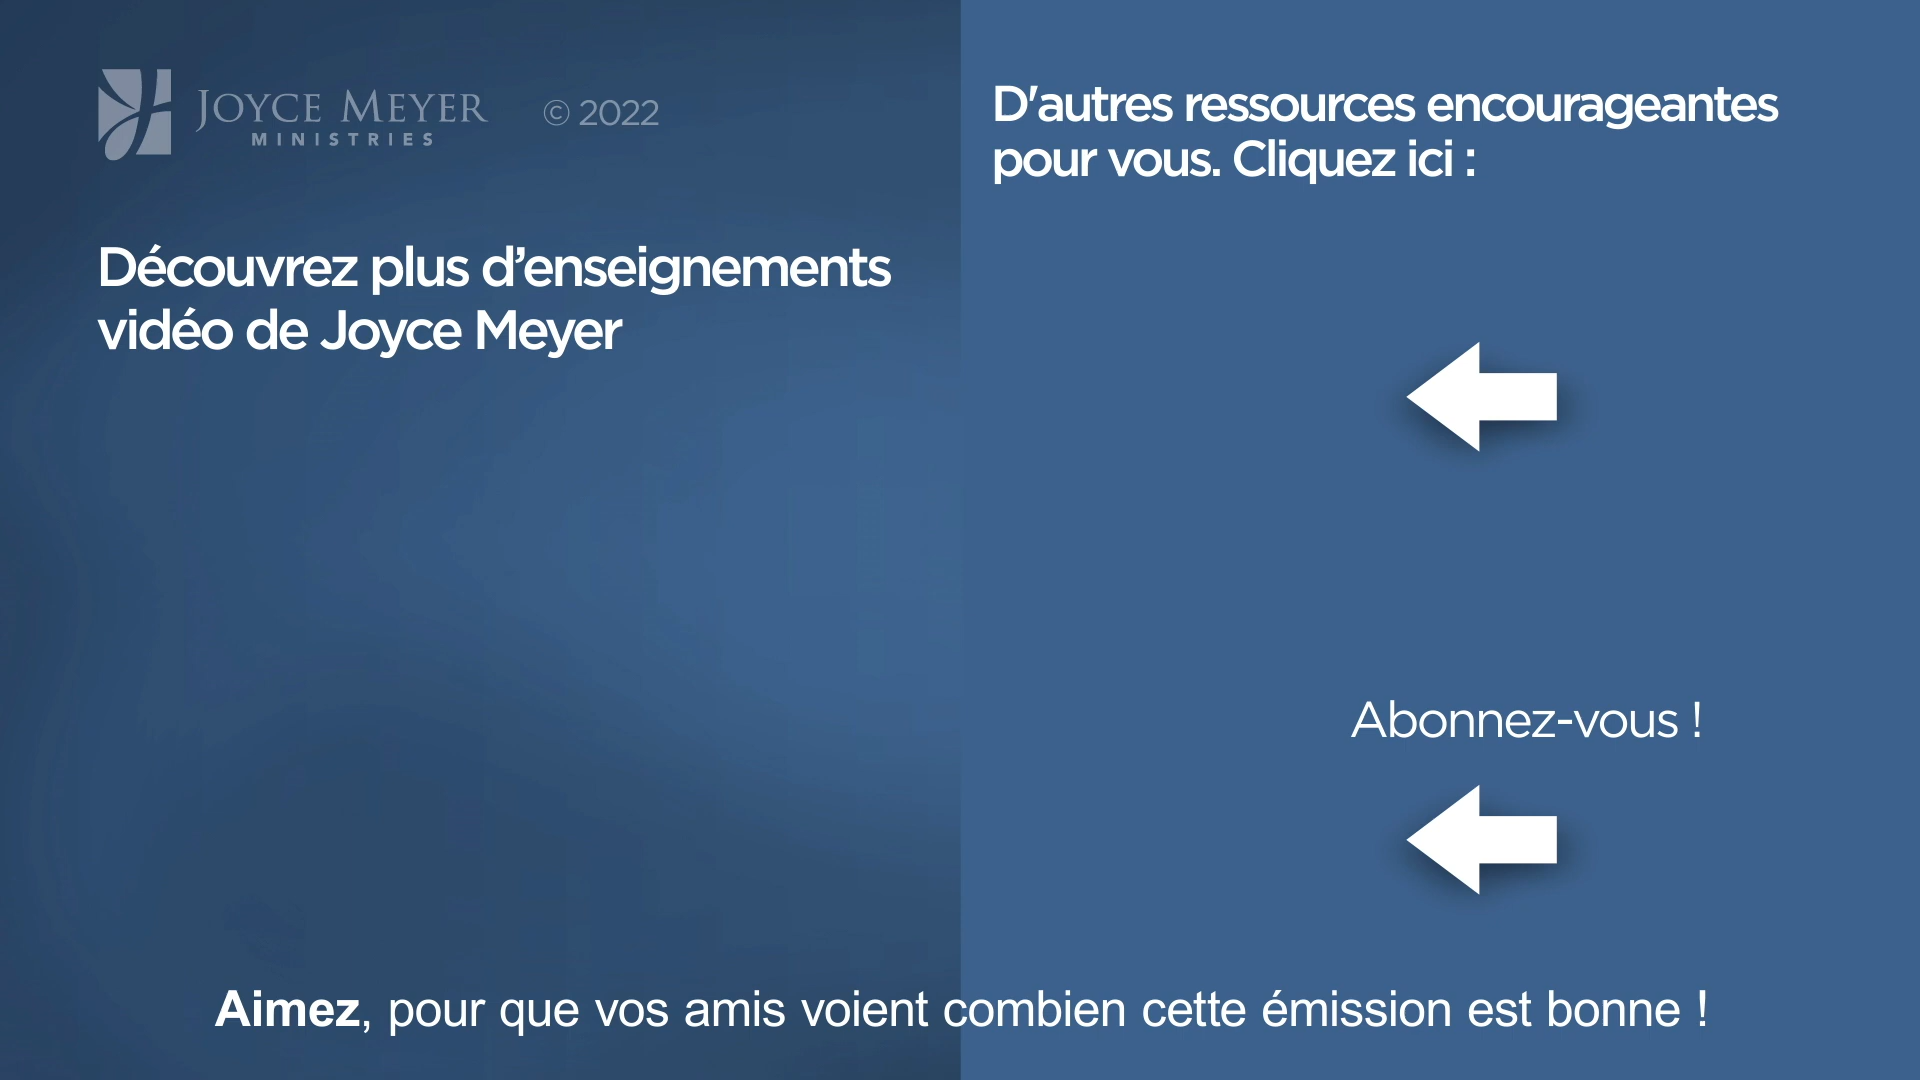 JOYCE MEYER
MINISTRIES
© 2022
Découvrez plus d’enseignements
vidéo de Joyce Meyer
D'autres ressources encourageantes
pour vous. Cliquez ici :
Abonnez-vous !
Aimez, pour que vos amis voient combien cette émission est bonne !